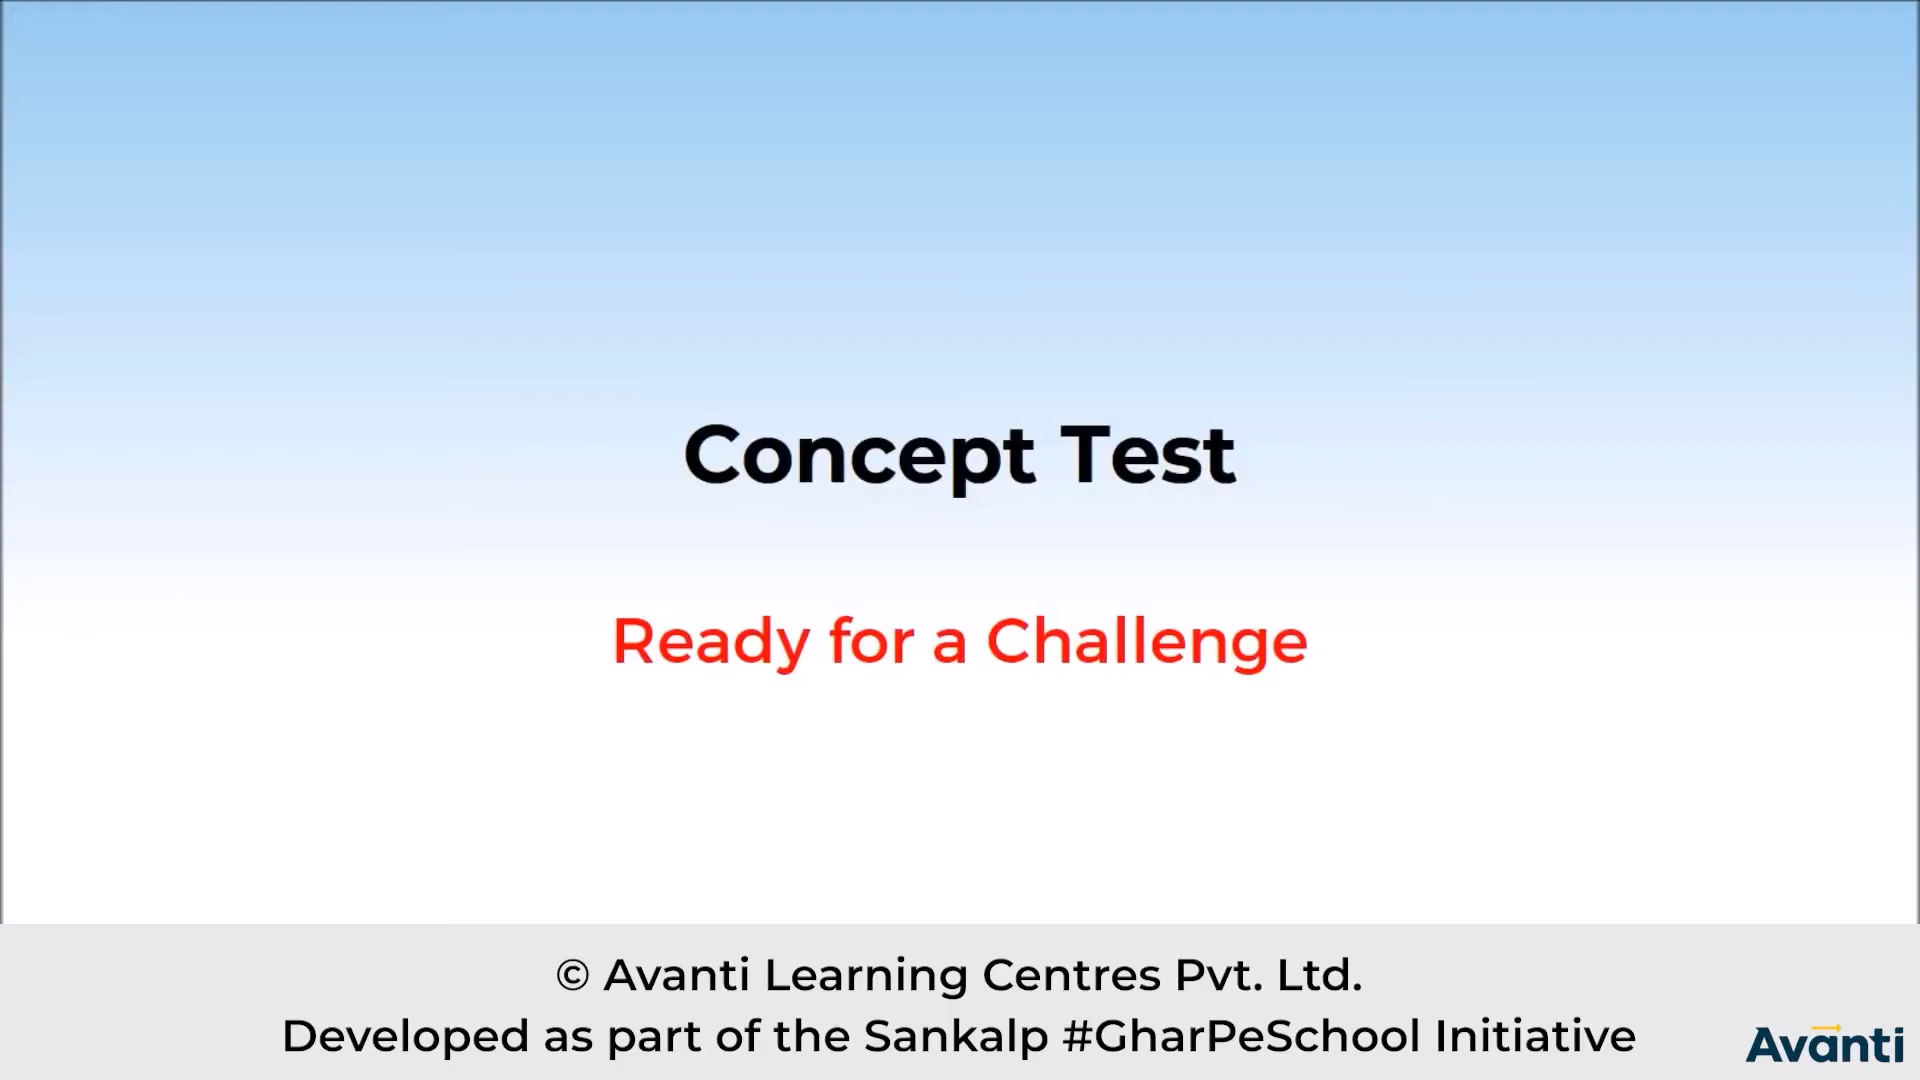 Concept Test
Ready for a Challenge
© Avanti Learning Centres Pvt. Ltd.
Developed as part of the Sankalp #GharPeSchool Initiative
Avanti